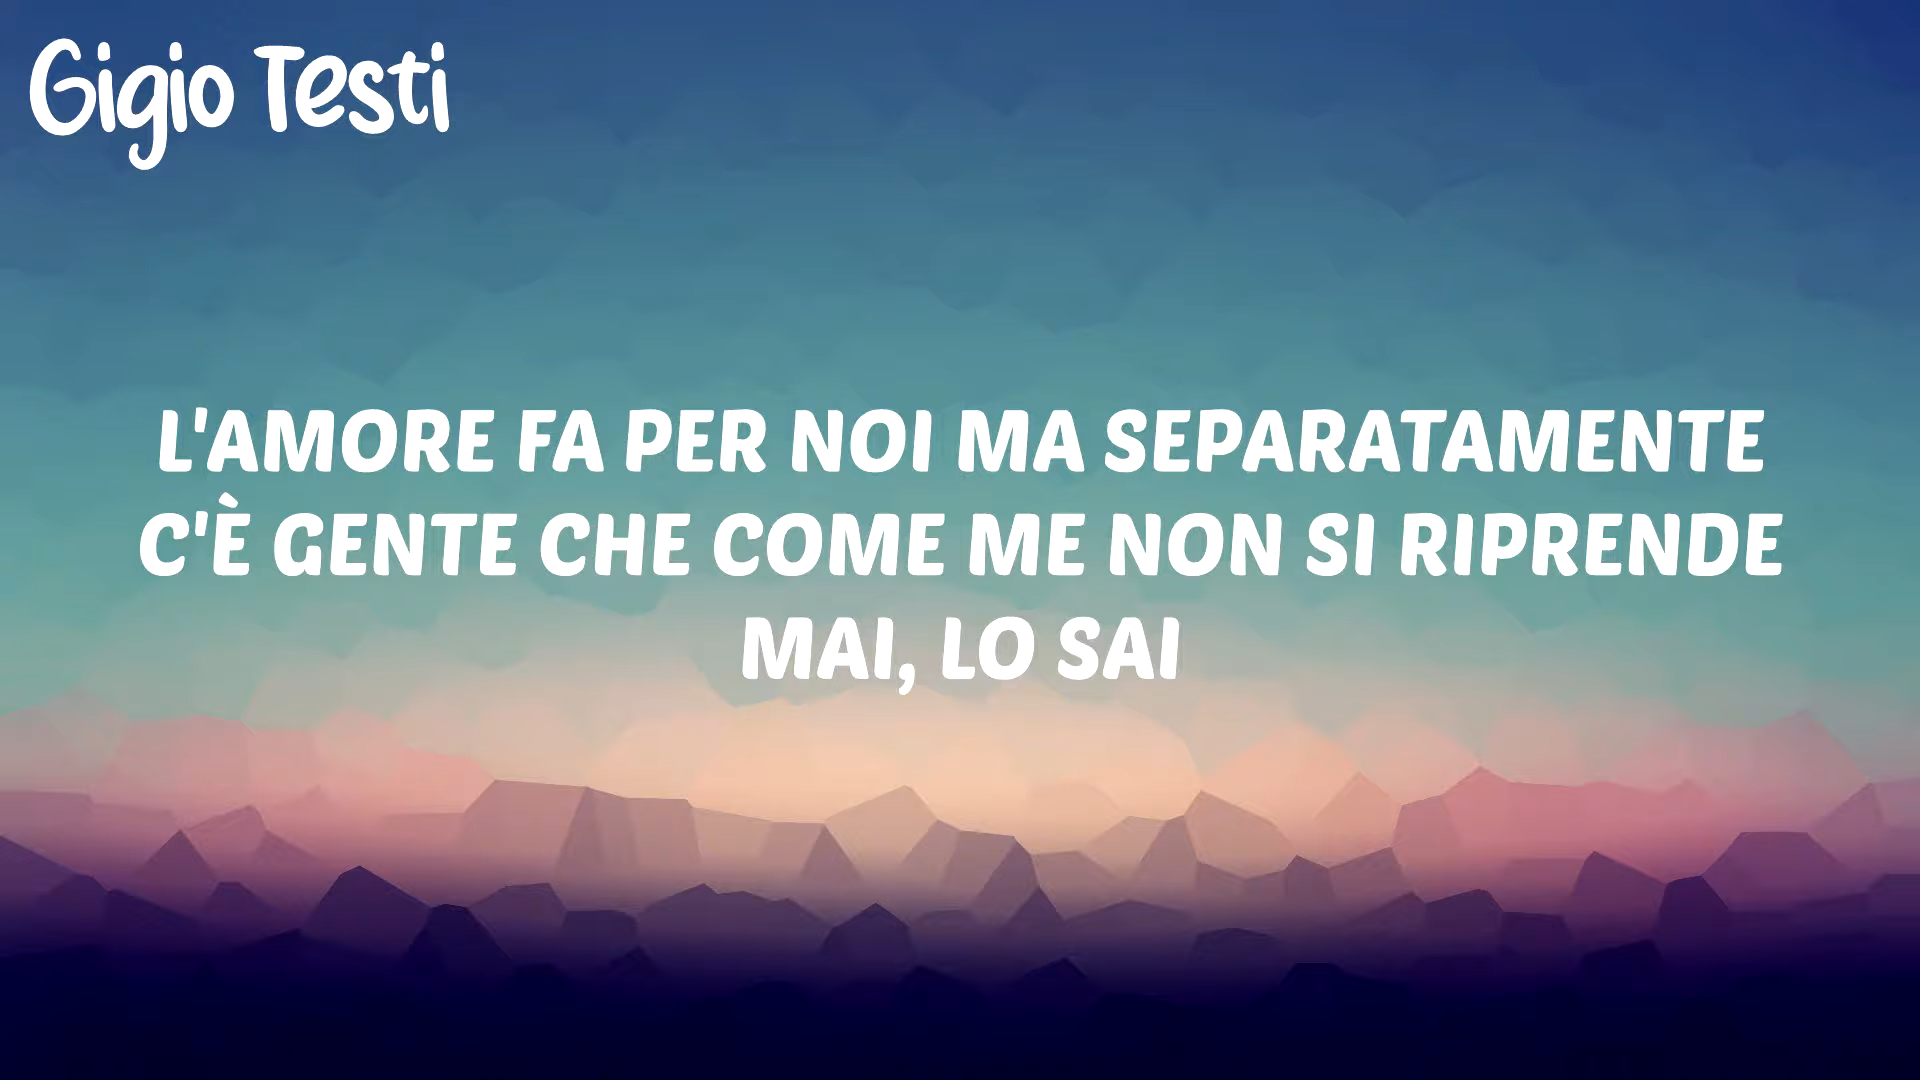 Gigio Testi
L'AMORE FA PER NOI MA SEPARATAMENTE
C'È GENTE CHE COME ME NON SI RIPRENDE
MAI, LO SAI